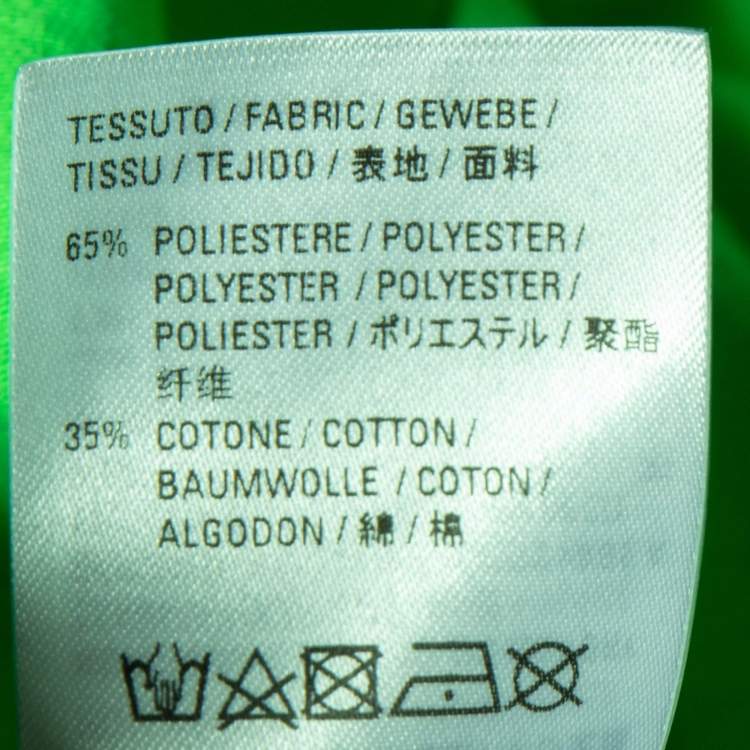 TESSUTO / FABRIC / GEWEBE /
TISSU / TEJIDO / 表地 / 面料
65% POLIESTERE / POLYESTER /
POLYESTER / POLYESTER /
POLIESTER / ポリエステル / 聚酯
纤维
35% COTONE / COTTON /
BAUMWOLLE / COTON /
ALGODON / 綿 / 棉